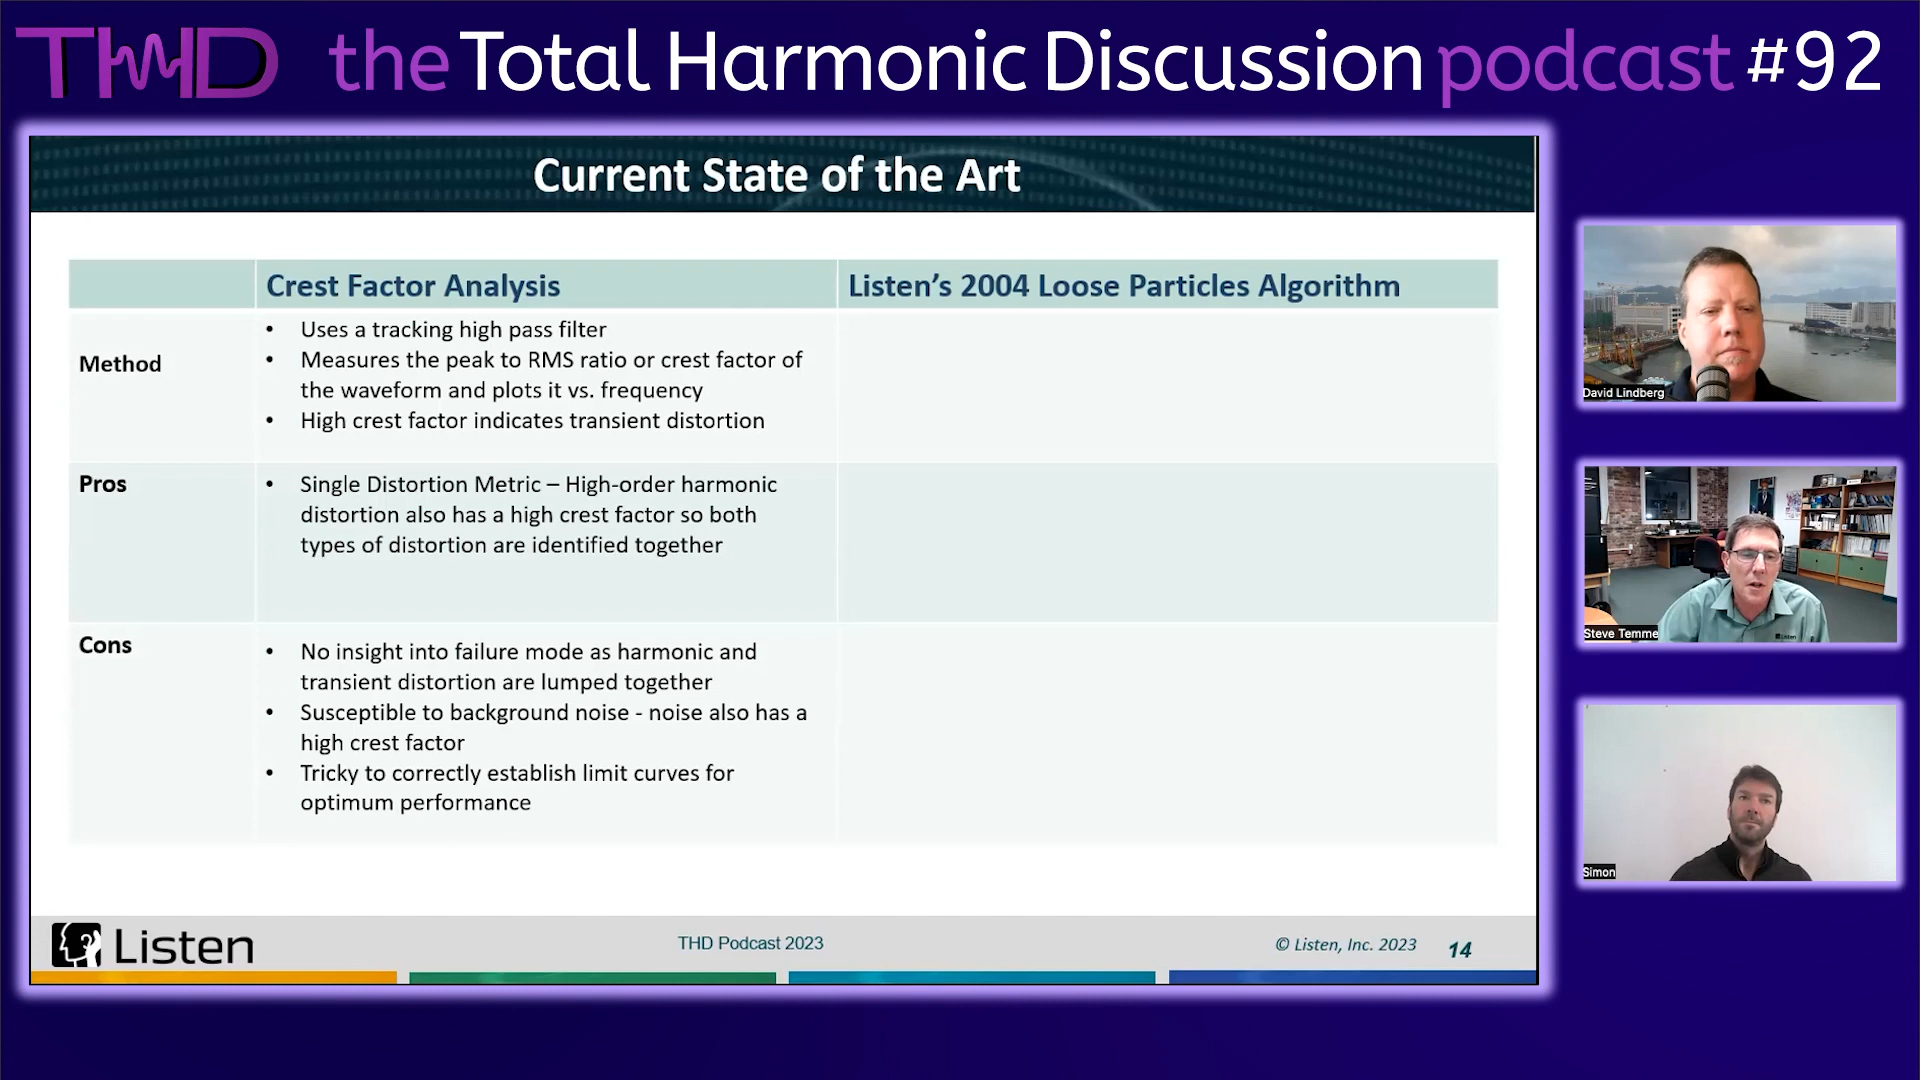 THD the Total Harmonic Discussion podcast #92
Current State of the Art
Crest Factor Analysis
Listen's 2004 Loose Particles Algorithm
Method
• Uses a tracking high pass filter
• Measures the peak to RMS ratio or crest factor of
the waveform and plots it vs. frequency
• High crest factor indicates transient distortion
Pros
• Single Distortion Metric – High-order harmonic
distortion also has a high crest factor so both
types of distortion are identified together
Cons
• No insight into failure mode as harmonic and
transient distortion are lumped together
• Susceptible to background noise - noise also has a
high crest factor
• Tricky to correctly establish limit curves for
optimum performance
Listen
THD Podcast 2023
© Listen, Inc. 2023
14
David Lindberg
Listen
Steve Temme
Simon